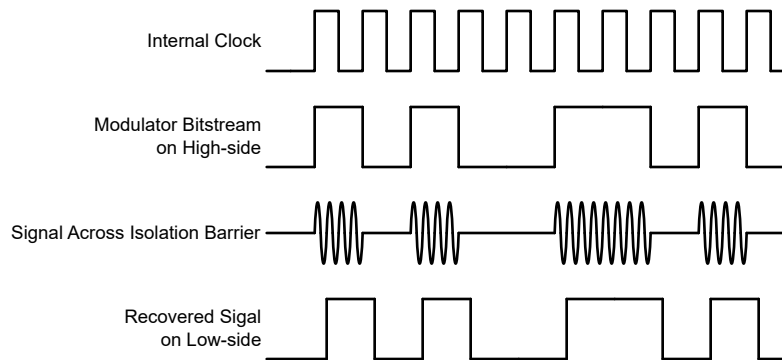 Internal Clock
Modulator Bitstream
on High-side
Signal Across Isolation Barrier
Recovered Sigal
on Low-side